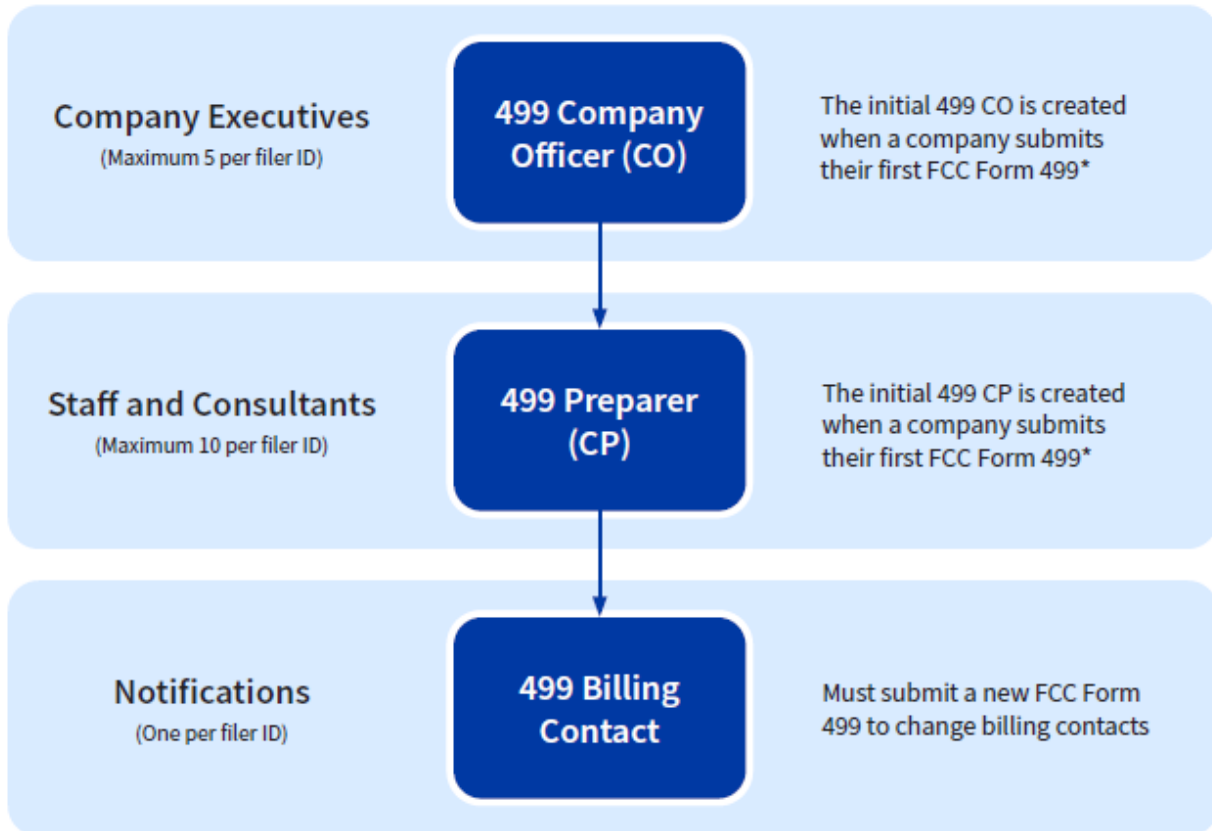 Company Executives
(Maximum 5 per filer ID)
499 Company
Officer (CO)
The initial 499 CO is created
when a company submits
their first FCC Form 499*
Staff and Consultants
(Maximum 10 per filer ID)
499 Preparer
(CP)
The initial 499 CP is created
when a company submits
their first FCC Form 499*
Notifications
(One per filer ID)
499 Billing
Contact
Must submit a new FCC Form
499 to change billing contacts